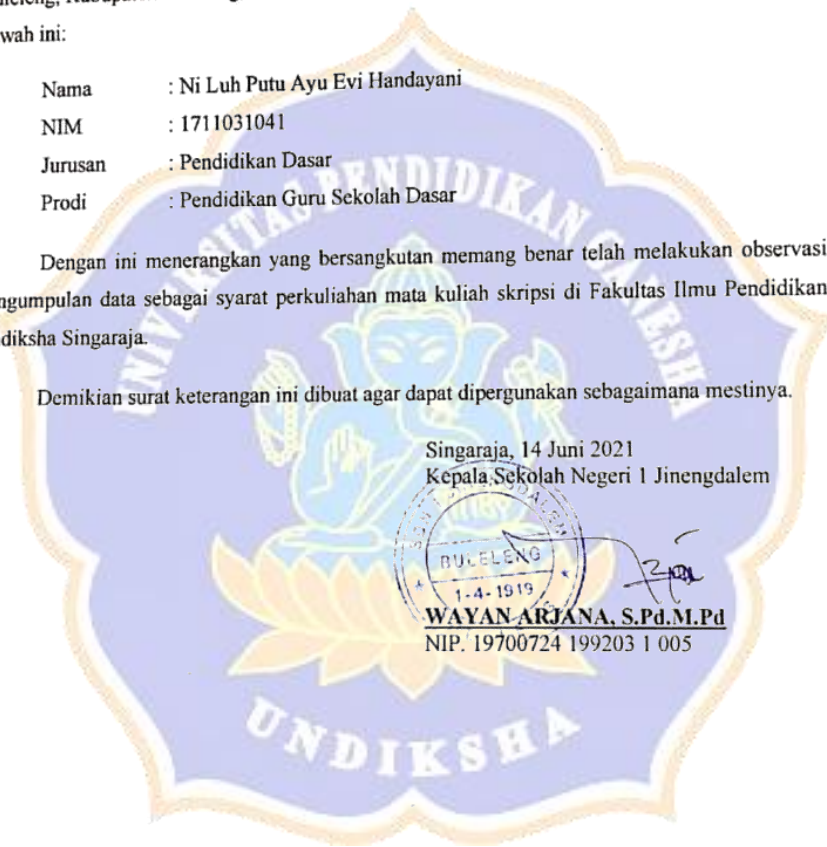 wah ini:
Nama : Ni Luh Putu Ayu Evi Handayani
NIM : 1711031041
Jurusan : Pendidikan Dasar
Prodi : Pendidikan Guru Sekolah Dasar
Dengan ini menerangkan yang bersangkutan memang benar telah melakukan observasi
ngumpulan data sebagai syarat perkuliahan mata kuliah skripsi di Fakultas Ilmu Pendidikan
diksha Singaraja.
Demikian surat keterangan ini dibuat agar dapat dipergunakan sebagaimana mestinya.
Singaraja, 14 Juni 2021
Kepala Sekolah Negeri 1 Jinengdalem
BULELENG
1-4-1919
WAYAN ARJANA, S.Pd.M.Pd
NIP. 19700724 199203 1 005
UNIVERSITAS PENDIDIKAN GANESHA
UNDIKSHA